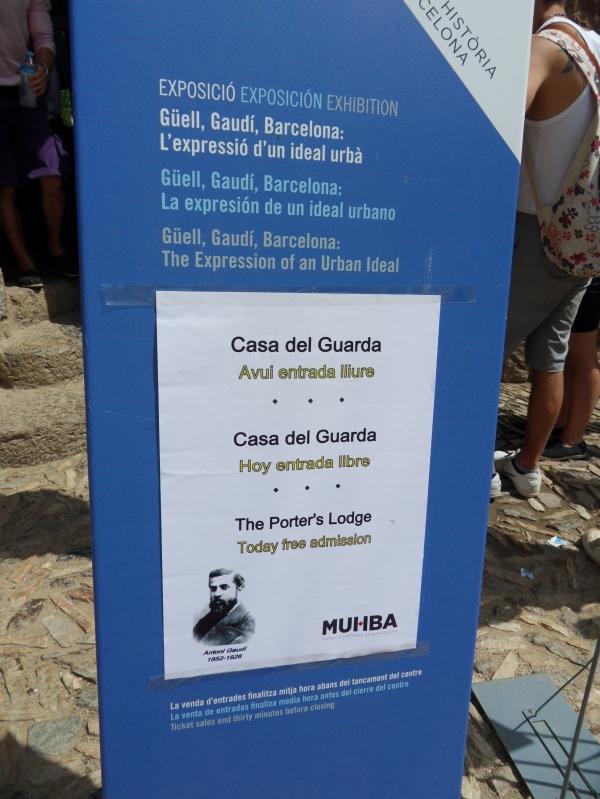 HISTÒRIA
BARCELONA
EXPOSICIÓ EXPOSICIÓN EXHIBITION
Güell, Gaudí, Barcelona:
L'expressió d'un ideal urbà
Güell, Gaudí, Barcelona:
La expresión de un ideal urbano
Güell, Gaudí, Barcelona:
The Expression of an Urban Ideal
Casa del Guarda
Avui entrada lliure
Casa del Guarda
Hoy entrada libre
The Porter's Lodge
Today free admission
Antoni Gaudí
1852-1926
MUHBA
La venda d'entrades finalitza mitja hora abans del tancament del centre
La venta de entradas finaliza media hora antes del cierre del centro
Ticket sales end thirty minutes before closing